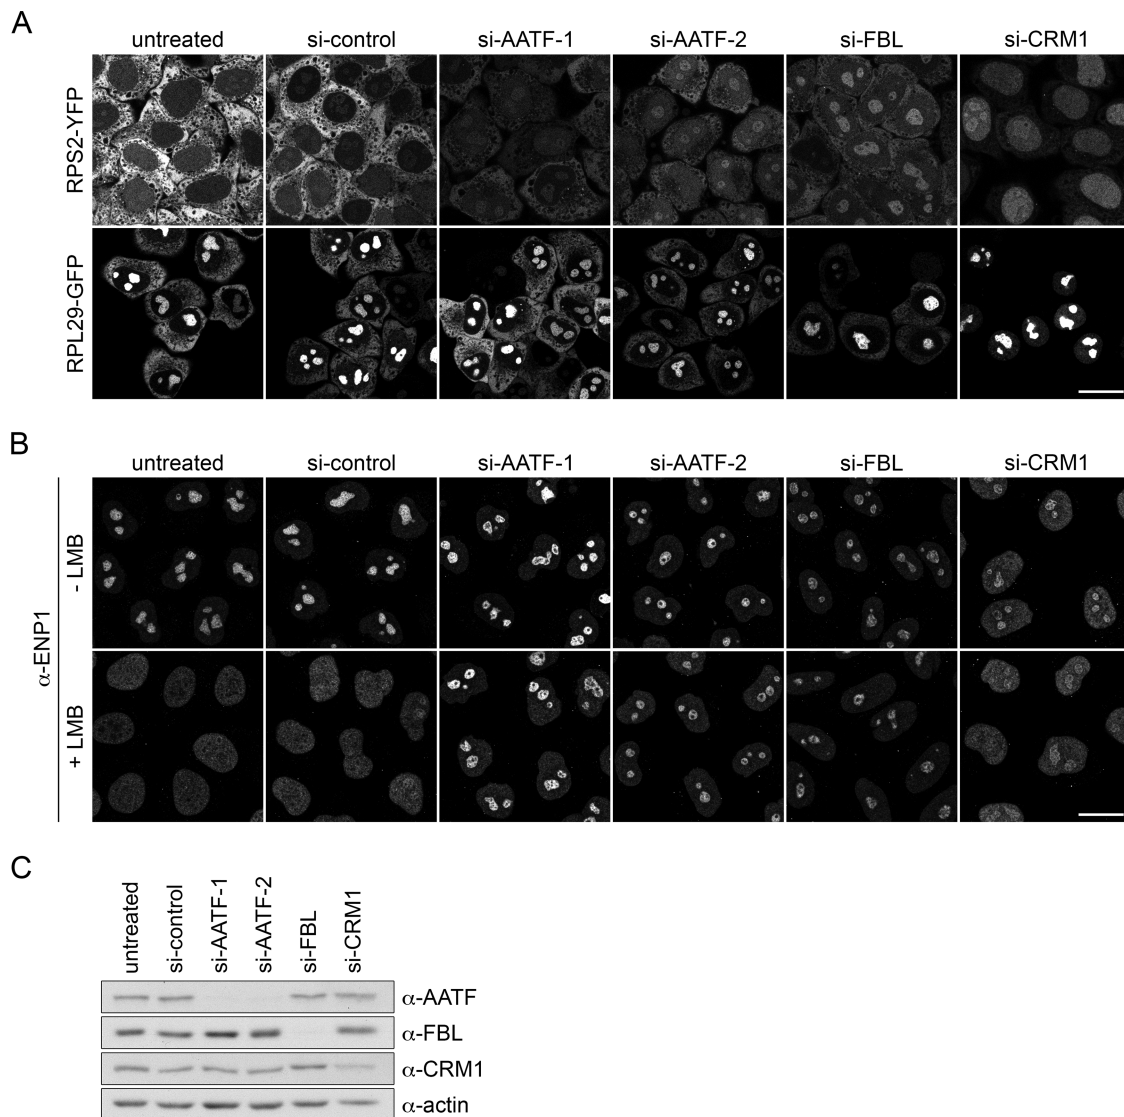 A
untreated si-control si-AATF-1 si-AATF-2 si-FBL si-CRM1
RPS2-YFP
RPL29-GFP
B
untreated si-control si-AATF-1 si-AATF-2 si-FBL si-CRM1
α-ENP1
- LMB
+ LMB
C
untreated si-control si-AATF-1 si-AATF-2 si-FBL si-CRM1
α-AATF
α-FBL
α-CRM1
α-actin